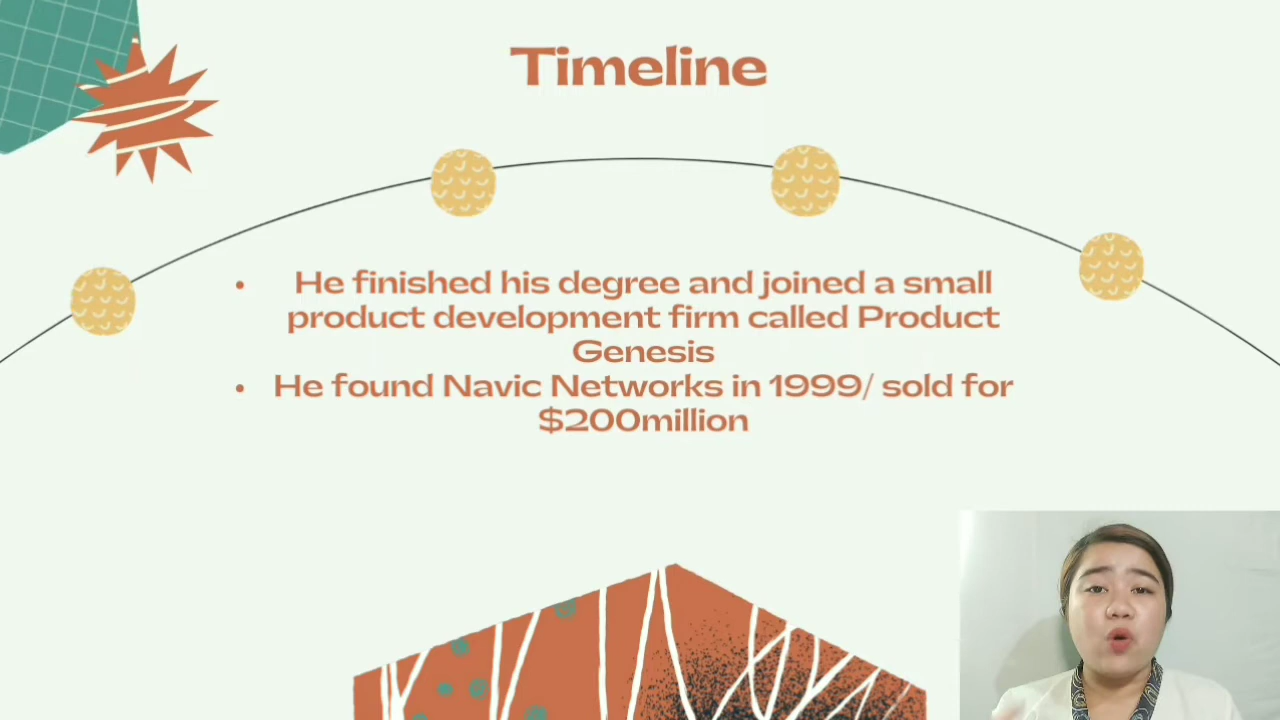 Timeline
• He finished his degree and joined a small
product development firm called Product
Genesis
• He found Navic Networks in 1999/ sold for
$200million